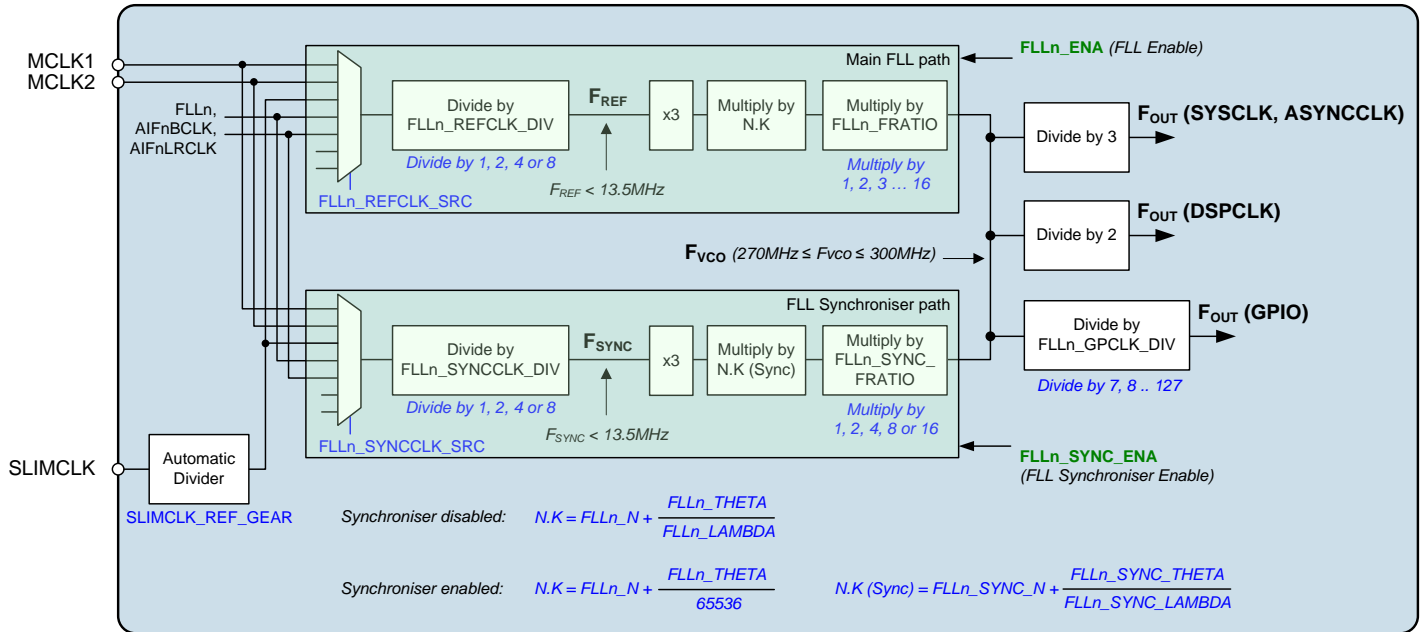 MCLK1
MCLK2
FLLn,
AIFnBCLK,
AIFnLRCLK
SLIMCLK
Automatic
Divider
SLIMCLK_REF_GEAR
Main FLL path
Divide by
FLLn_REFCLK_DIV
Divide by 1, 2, 4 or 8
FLLn_REFCLK_SRC
FREF
FREF < 13.5MHz
x3
Multiply by
N.K
Multiply by
FLLn_FRATIO
Multiply by
1, 2, 3 … 16
FLLn_ENA (FLL Enable)
Divide by 3
FOUT (SYSCLK, ASYNCCLK)
Divide by 2
FOUT (DSPCLK)
FVCO (270MHz ≤ Fvco ≤ 300MHz)
Divide by
FLLn_GPCLK_DIV
FOUT (GPIO)
Divide by 7, 8 .. 127
FLL Synchroniser path
Divide by
FLLn_SYNCCLK_DIV
Divide by 1, 2, 4 or 8
FLLn_SYNCCLK_SRC
FSYNC
FSYNC < 13.5MHz
x3
Multiply by
N.K (Sync)
Multiply by
FLLn_SYNC_
FRATIO
Multiply by
1, 2, 4, 8 or 16
FLLn_SYNC_ENA
(FLL Synchroniser Enable)
Synchroniser disabled: N.K = FLLn_N + FLLn_THETA
FLLn_LAMBDA
Synchroniser enabled: N.K = FLLn_N + FLLn_THETA
65536
N.K (Sync) = FLLn_SYNC_N + FLLn_SYNC_THETA
FLLn_SYNC_LAMBDA